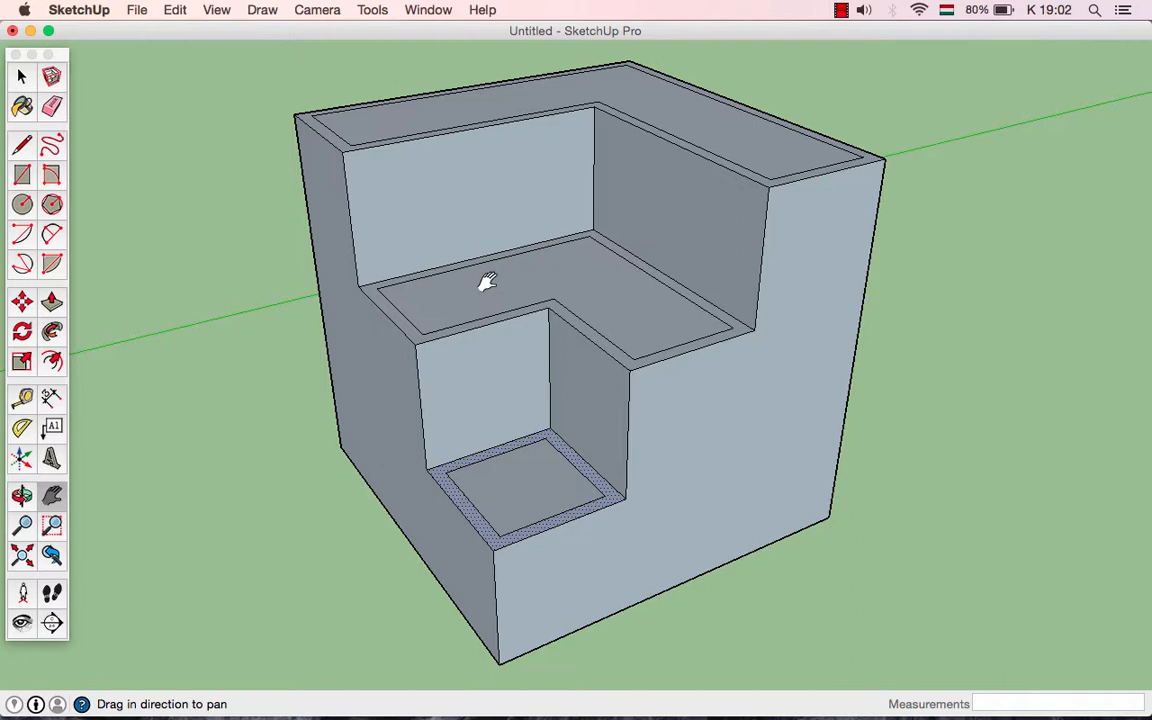 SketchUp File Edit View Draw Camera Tools Window Help 80% K 19:02
Untitled - SketchUp Pro
A1
Drag in direction to pan Measurements